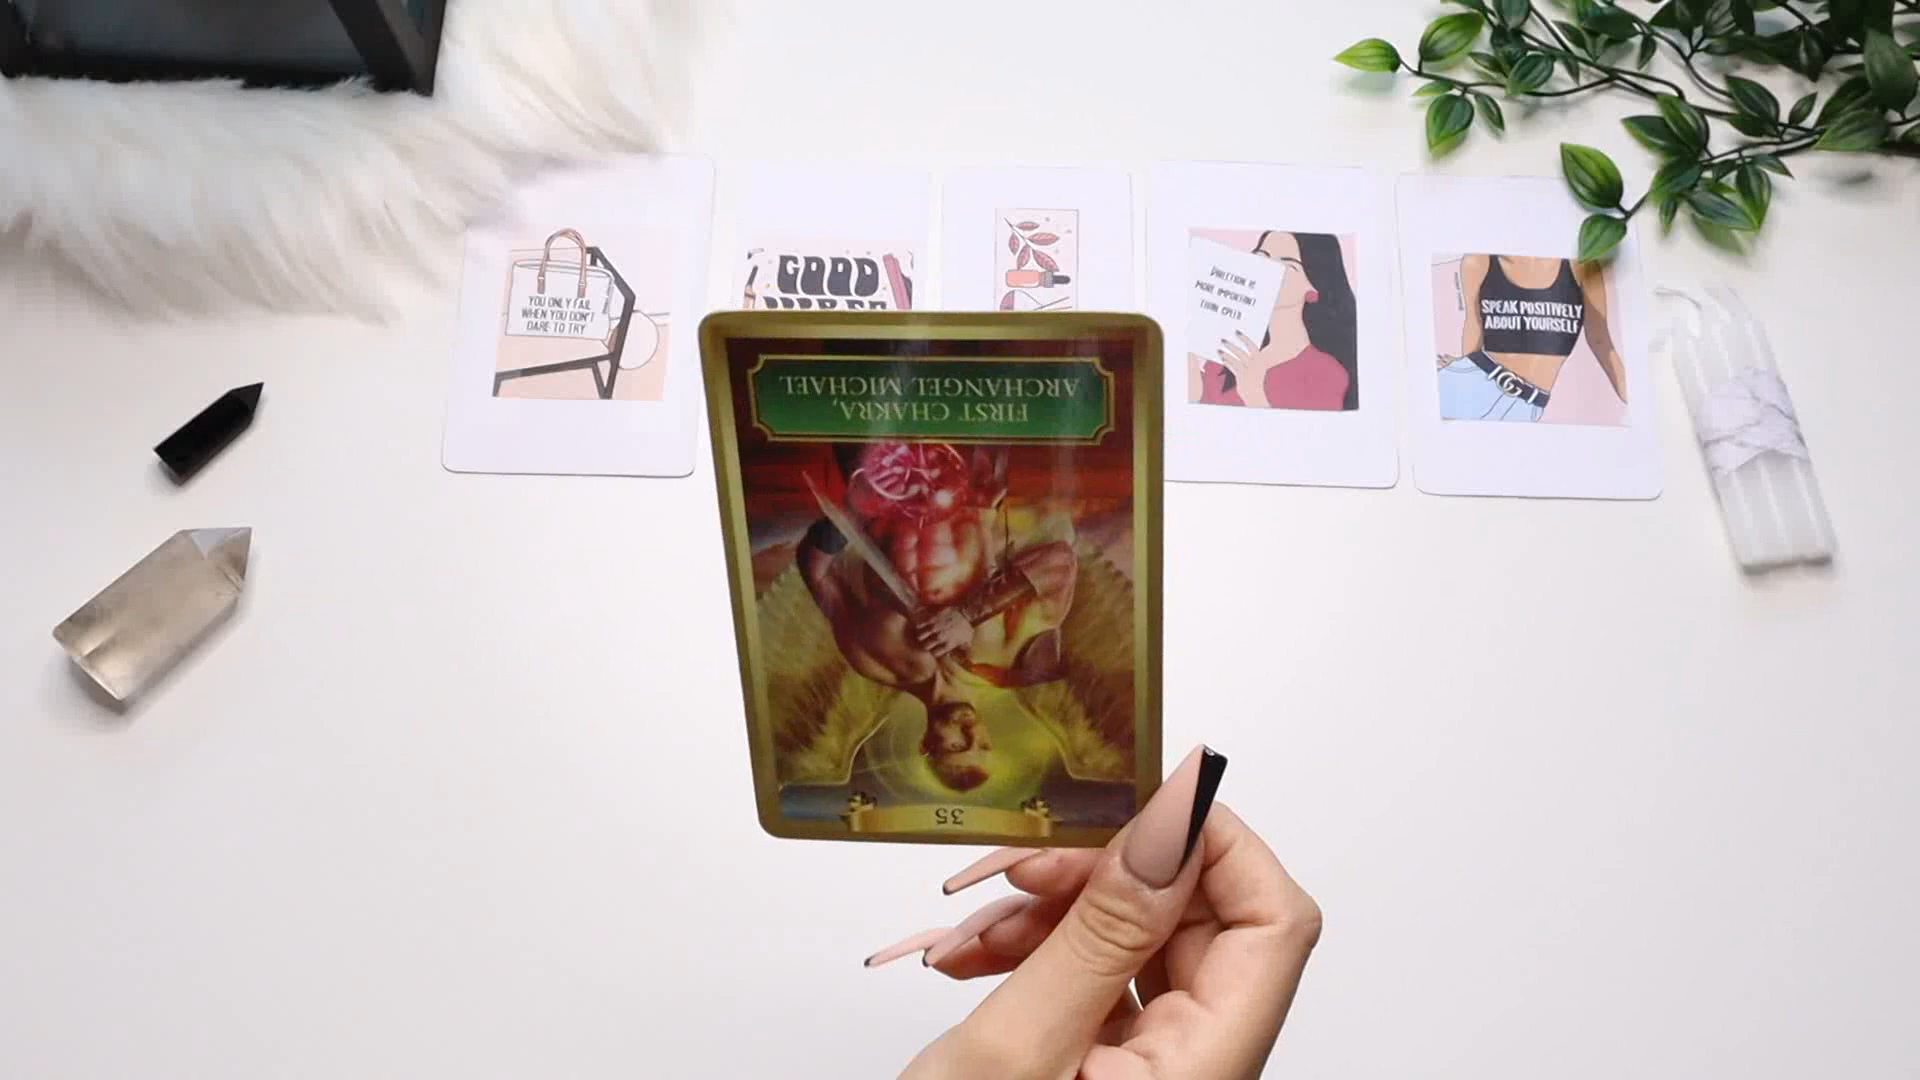 YOU ONLY FAIL
WHEN YOU DON'T
DARE TO TRY
GOOD
VIBES
DIRECTION IS
MORE IMPORTANT
THAN SPEED
SPEAK POSITIVELY
ABOUT YOURSELF
FIRST CHAKRA,
ARCHANGEL MICHAEL
35